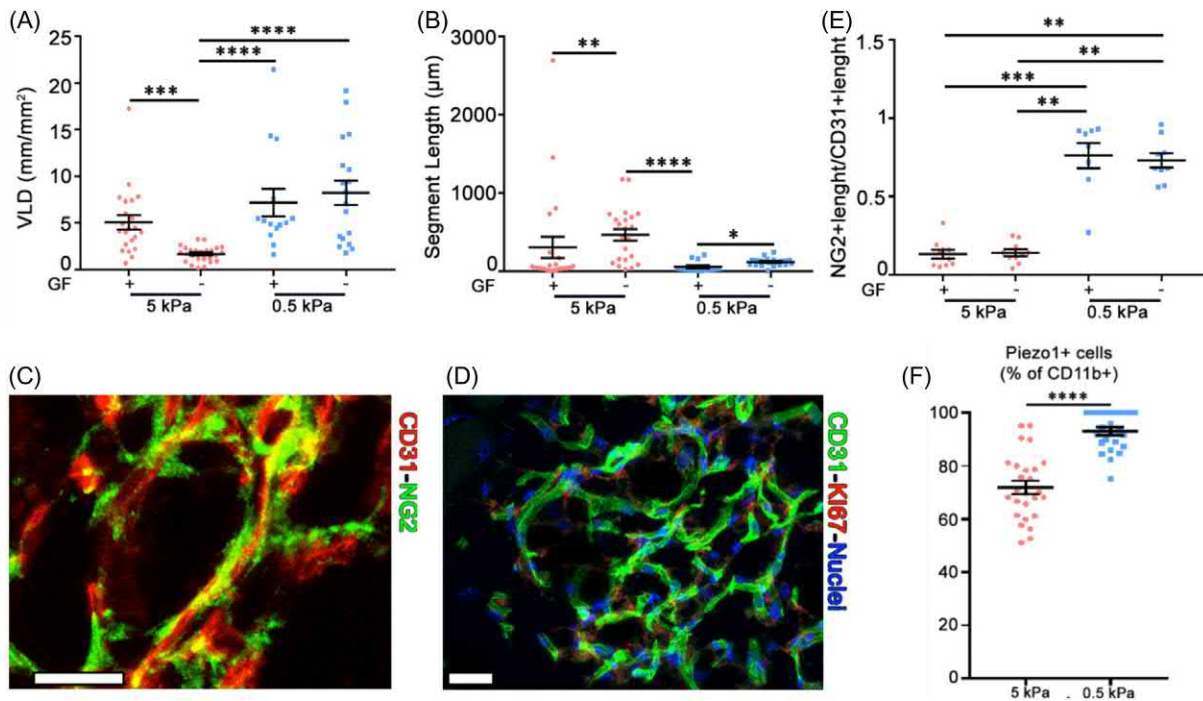 (A)
VLD (mm/mm²)
25
20
15
10
5
0
***
****
****
GF + - + -
5 kPa 0.5 kPa
(B)
Segment Length (µm)
3000
2000
1000
0
**
****
*
GF + - + -
5 kPa 0.5 kPa
(E)
NG2+lenght/CD31+lenght
1.5
1
0.5
0
**
**
***
**
GF + - + -
5 kPa 0.5 kPa
(C)
CD31-NG2
(D)
CD31-KI67-Nuclei
(F)
Piezo1+ cells
(% of CD11b+)
****
100
80
60
40
20
0
5 kPa 0.5 kPa